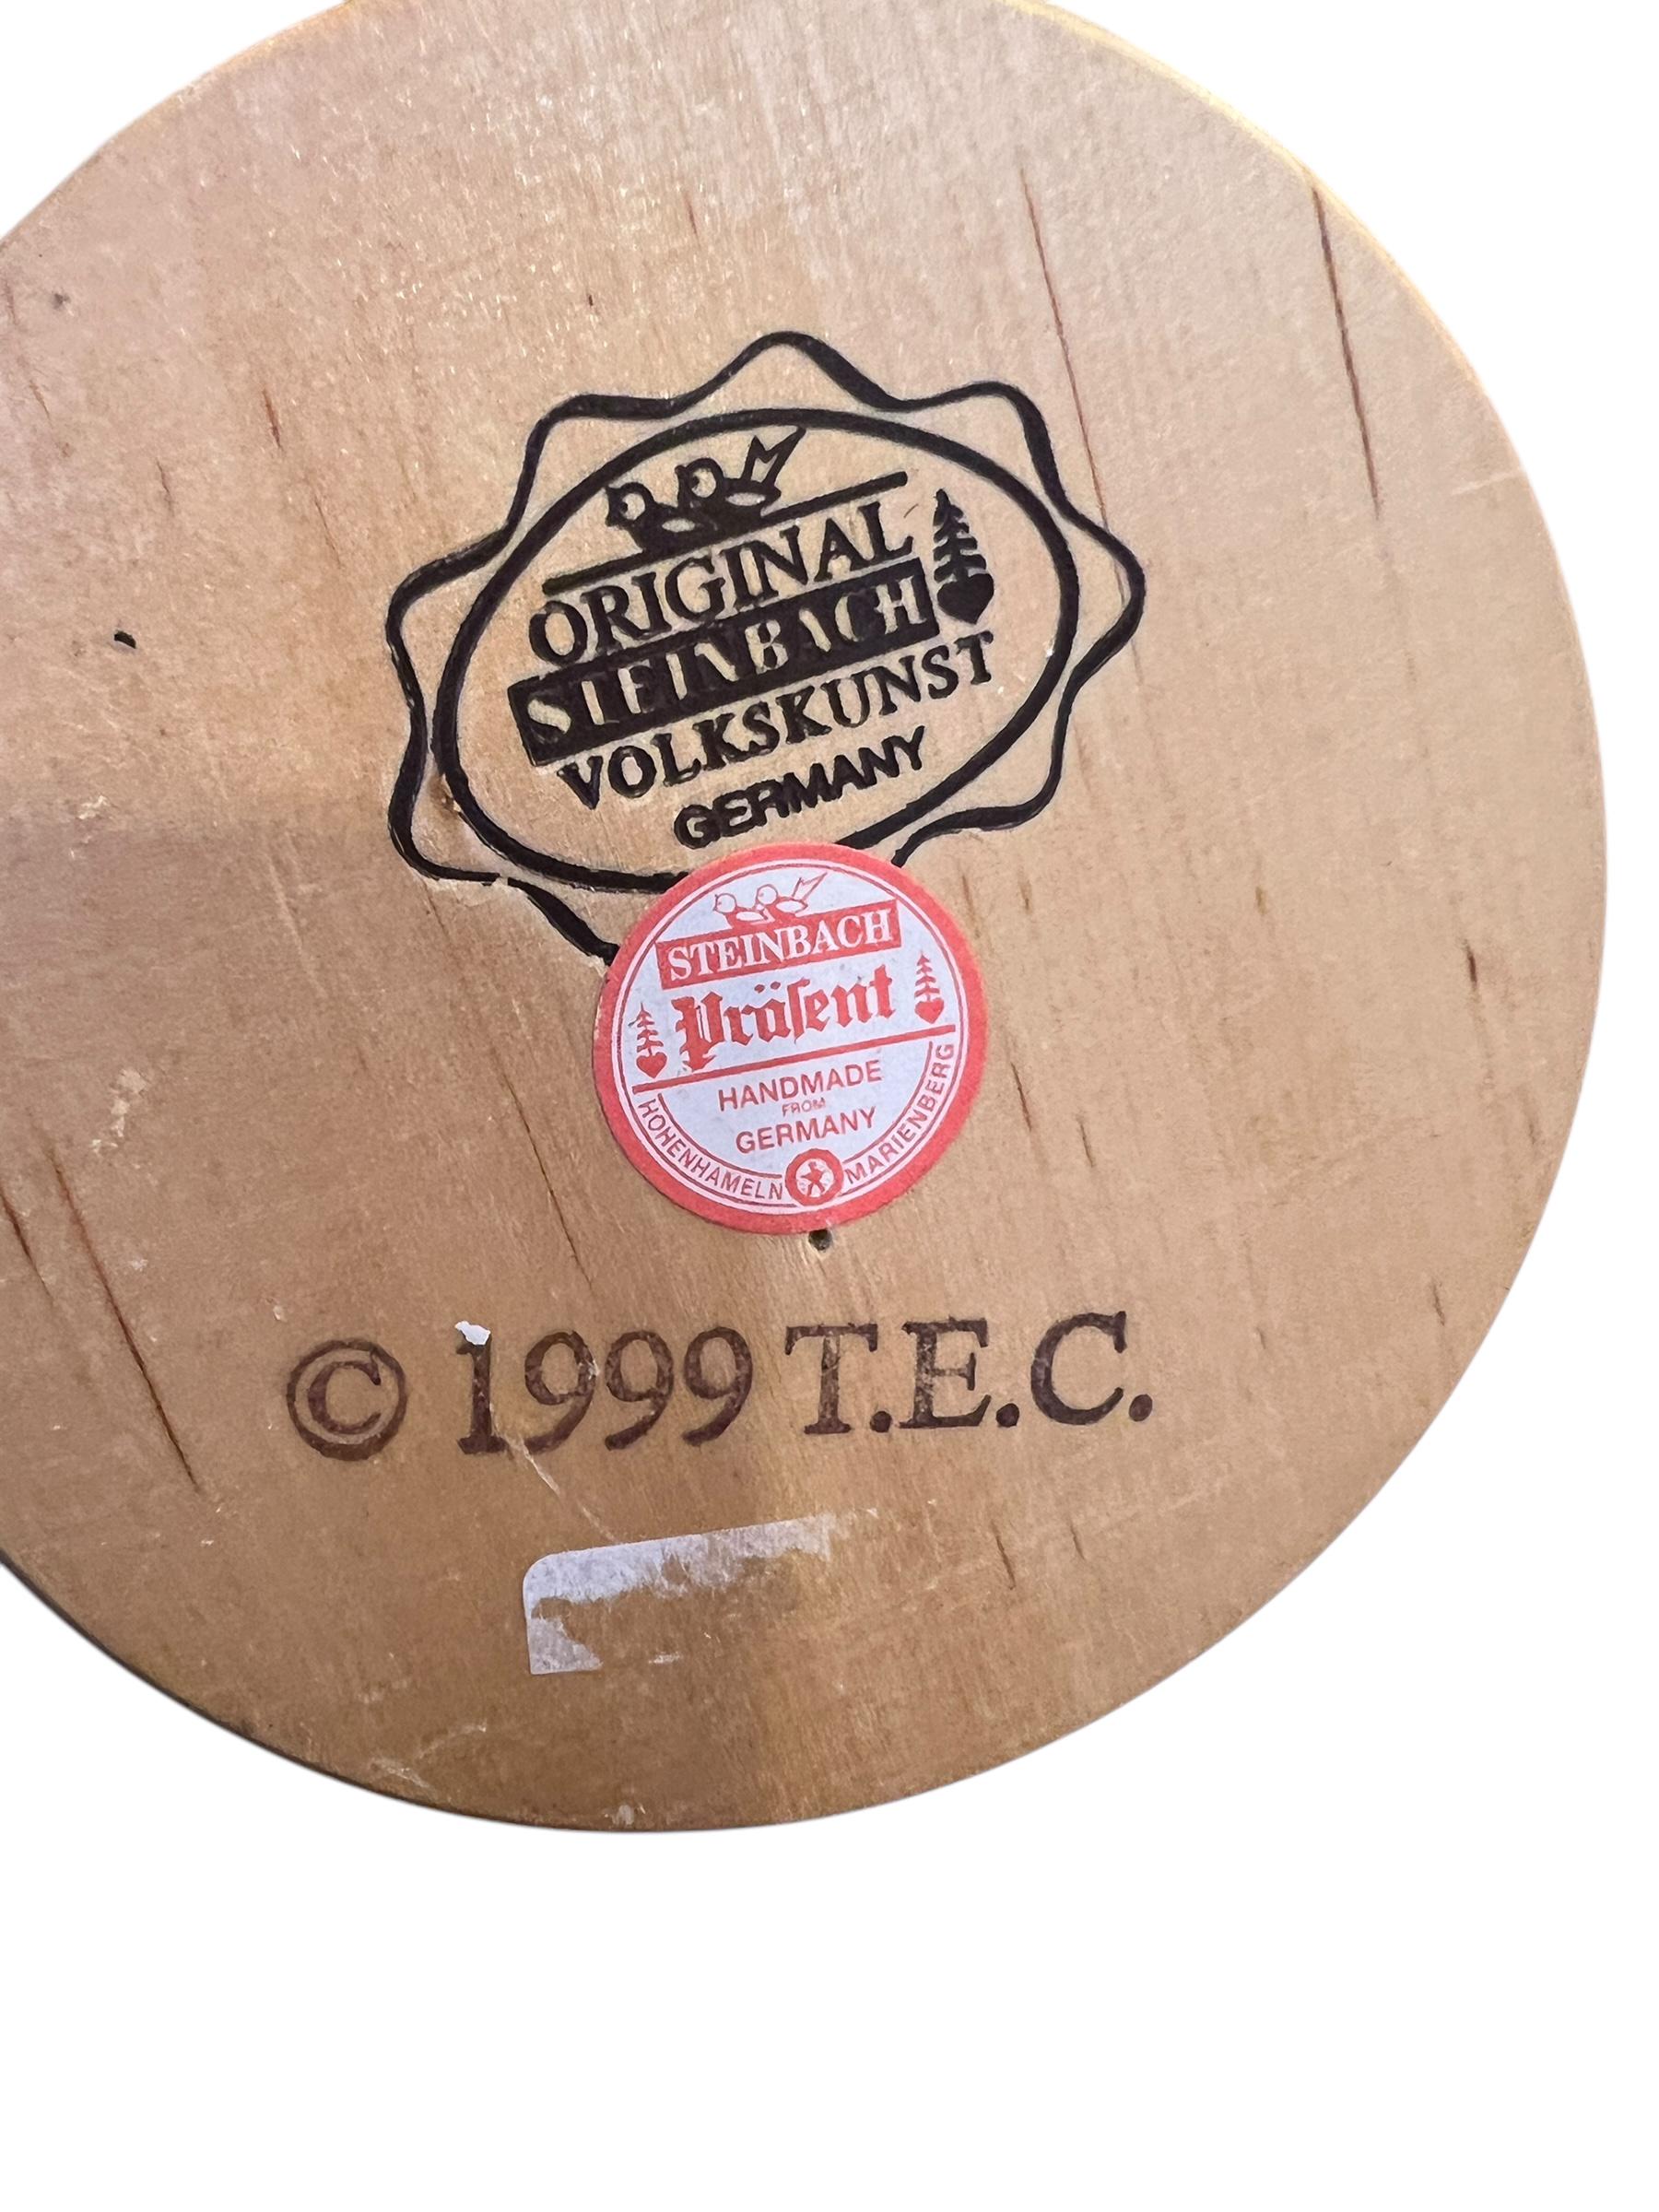 ORIGINAL
STEINBACH
VOLKSKUNST
GERMANY
STEINBACH
Präſent
HANDMADE
FROM
GERMANY
HOHENHAMELN MARIENBERG
© 1999 T.E.C.